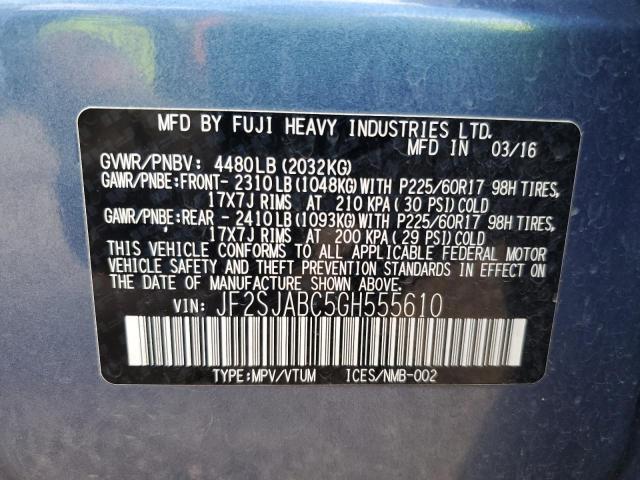 MFD BY FUJI HEAVY INDUSTRIES LTD.
MFD IN 03/16
GVWR/PNBV: 4480LB(2032KG)
GAWR/PNBE:FRONT- 2310LB(1048KG)WITH P225/60R17 98H TIRES,
17X7J RIMS AT 210 KPA( 30 PSI)COLD
GAWR/PNBE:REAR - 2410LB(1093KG)WITH P225/60R17 98H TIRES,
17X7J RIMS AT 200 KPA( 29 PSI)COLD
THIS VEHICLE CONFORMS TO ALL APPLICABLE FEDERAL MOTOR
VEHICLE SAFETY AND THEFT PREVENTION STANDARDS IN EFFECT ON
THE DATE OF MANUFACTURE SHOWN ABOVE.
VIN: JF2SJABC5GH555610
TYPE:MPV/VTUM ICES/NMB-002